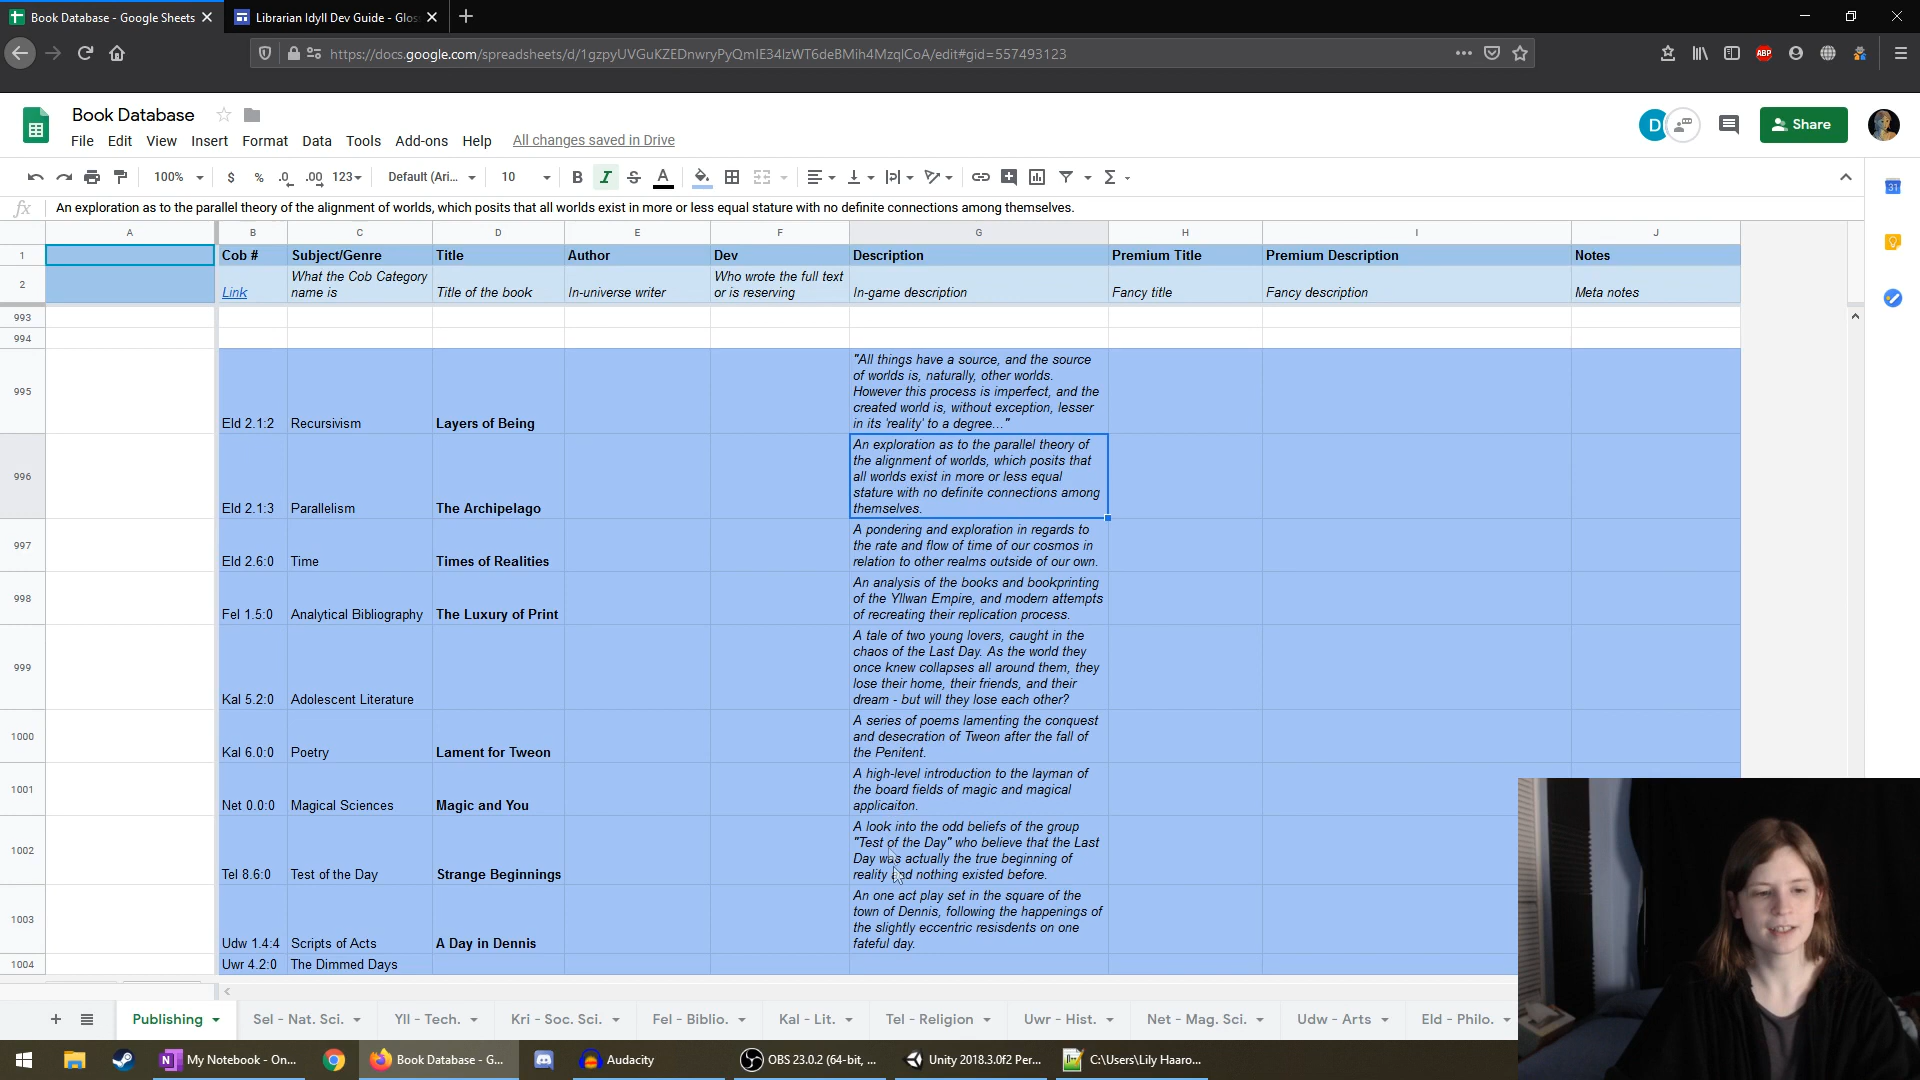 Book Database - Google Sheets
Librarian Idyll Dev Guide - Glos
https://docs.google.com/spreadsheets/d/1gzpyUVGuKZEDnwryPyQmIE34lzWT6deBMih4MzqlCoA/edit#gid=557493123
ABP
Book Database
File Edit View Insert Format Data Tools Add-ons Help All changes saved in Drive
D
Share
100% $ % .0 .00 123 Default (Ari... 10 B I S A Σ
31
fx An exploration as to the parallel theory of the alignment of worlds, which posits that all worlds exist in more or less equal stature with no definite connections among themselves.
A B C D E F G H I J
1 Cob # Subject/Genre Title Author Dev Description Premium Title Premium Description Notes
2 Link What the Cob Category name is Title of the book In-universe writer Who wrote the full text or is reserving In-game description Fancy title Fancy description Meta notes
993
994
995 Eld 2.1:2 Recursivism Layers of Being
"All things have a source, and the source
of worlds is, naturally, other worlds.
However this process is imperfect, and the
created world is, without exception, lesser
in its 'reality' to a degree..."
996 Eld 2.1:3 Parallelism The Archipelago
An exploration as to the parallel theory of
the alignment of worlds, which posits that
all worlds exist in more or less equal
stature with no definite connections among
themselves.
997 Eld 2.6:0 Time Times of Realities
A pondering and exploration in regards to
the rate and flow of time of our cosmos in
relation to other realms outside of our own.
998 Fel 1.5:0 Analytical Bibliography The Luxury of Print
An analysis of the books and bookprinting
of the Yllwan Empire, and modern attempts
of recreating their replication process.
999 Kal 5.2:0 Adolescent Literature
A tale of two young lovers, caught in the
chaos of the Last Day. As the world they
once knew collapses all around them, they
lose their home, their friends, and their
dream - but will they lose each other?
1000 Kal 6.0:0 Poetry Lament for Tweon
A series of poems lamenting the conquest
and desecration of Tweon after the fall of
the Penitent.
1001 Net 0.0:0 Magical Sciences Magic and You
A high-level introduction to the layman of
the board fields of magic and magical
applicaiton.
1002 Tel 8.6:0 Test of the Day Strange Beginnings
A look into the odd beliefs of the group
"Test of the Day" who believe that the Last
Day was actually the true beginning of
reality and nothing existed before.
1003 Udw 1.4:4 Scripts of Acts A Day in Dennis
An one act play set in the square of the
town of Dennis, following the happenings of
the slightly eccentric resisdents on one
fateful day.
1004 Uwr 4.2:0 The Dimmed Days
Publishing Sel - Nat. Sci. Yll - Tech. Kri - Soc. Sci. Fel - Biblio. Kal - Lit. Tel - Religion Uwr - Hist. Net - Mag. Sci. Udw - Arts Eld - Philo.
My Notebook - On... Book Database - G... Audacity OBS 23.0.2 (64-bit, ... Unity 2018.3.0f2 Per... C:\Users\Lily Haaro...